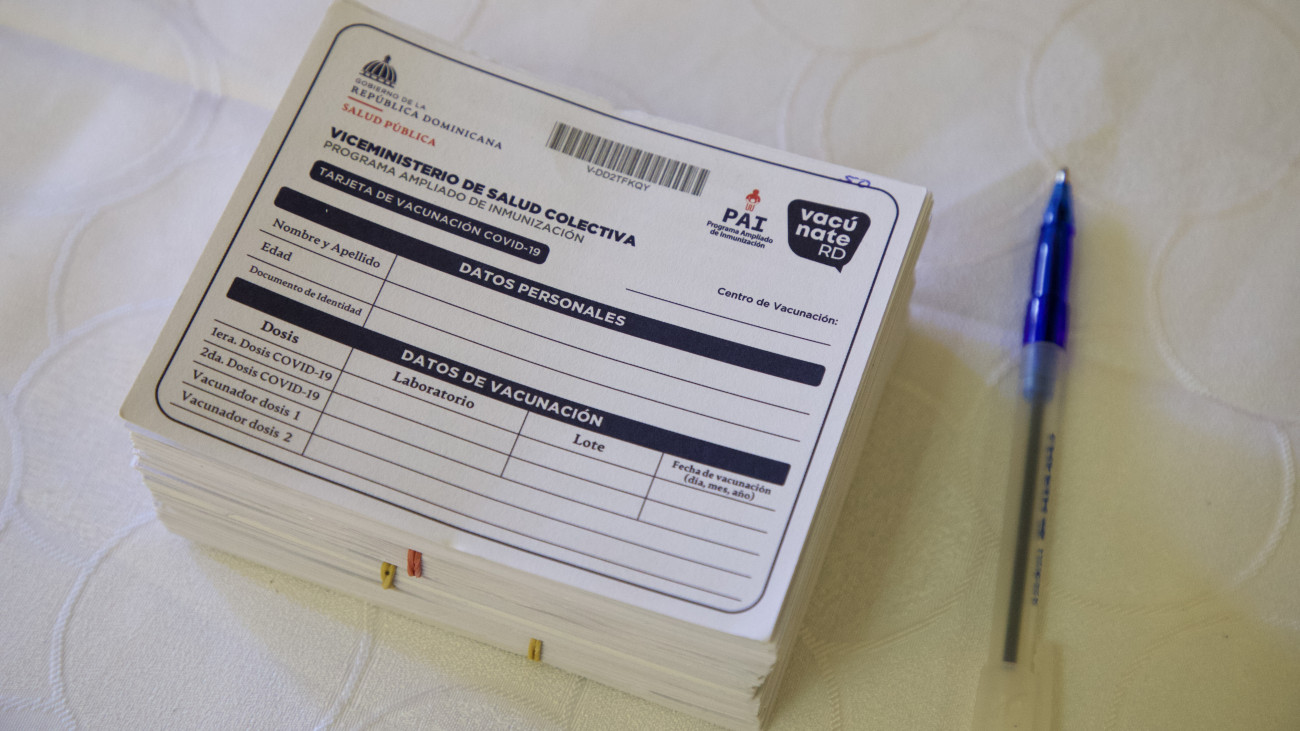 GOBIERNO DE LA
REPÚBLICA DOMINICANA
SALUD PÚBLICA
VICEMINISTERIO DE SALUD COLECTIVA
PROGRAMA AMPLIADO DE INMUNIZACIÓN
TARJETA DE VACUNACIÓN COVID-19
V-DD2TFKQY
50
PAI
Programa Ampliado
de Inmunización
vacú
nate
RD
Centro de Vacunación:
DATOS PERSONALES
Nombre y Apellido
Edad
Documento de Identidad
DATOS DE VACUNACIÓN
Dosis
Laboratorio
Lote
Fecha de vacunación
(día, mes, año)
1era. Dosis COVID-19
2da. Dosis COVID-19
Vacunador dosis 1
Vacunador dosis 2